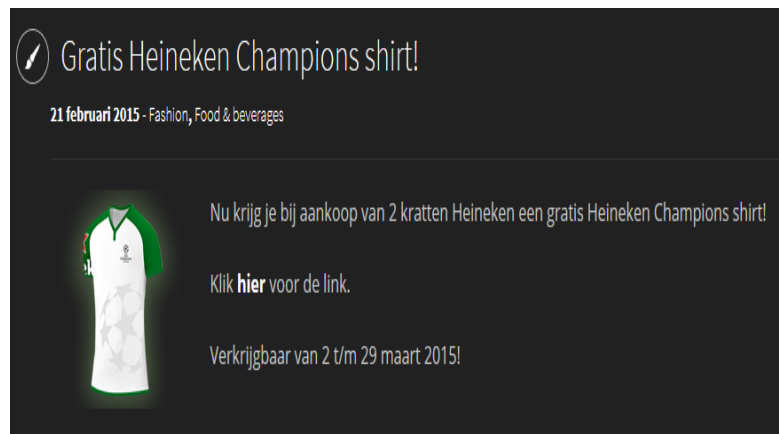 Gratis Heineken Champions shirt!
21 februari 2015 - Fashion, Food & beverages
Nu krijg je bij aankoop van 2 kratten Heineken een gratis Heineken Champions shirt!
Klik hier voor de link.
Verkrijgbaar van 2 t/m 29 maart 2015!